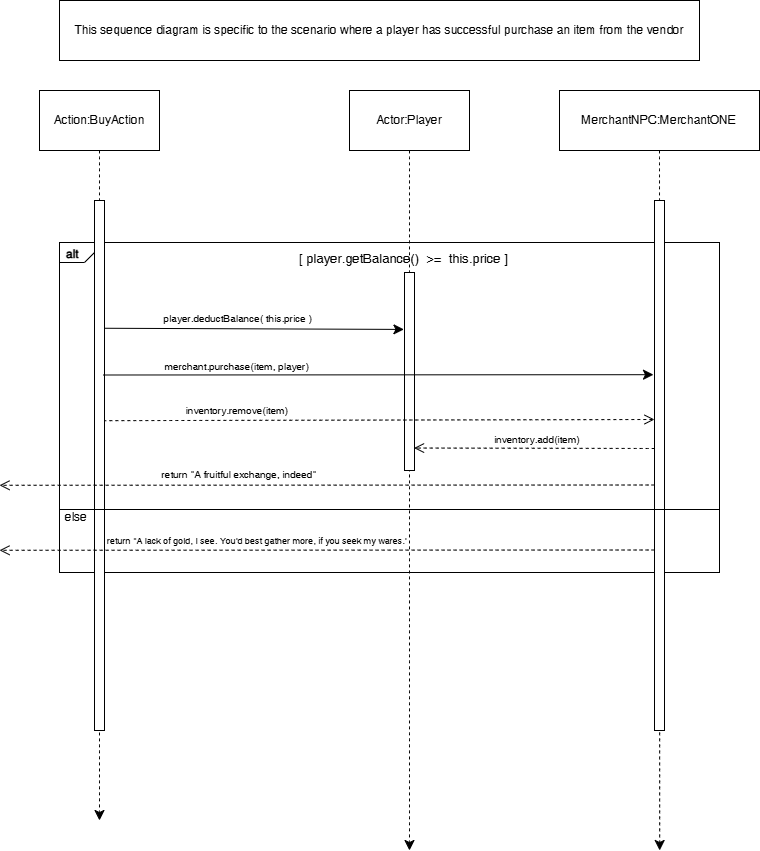 This sequence diagram is specific to the scenario where a player has successful purchase an item from the vendor
Action:BuyAction
Actor:Player
MerchantNPC:MerchantONE
alt
[ player.getBalance() >= this.price ]
player.deductBalance( this.price )
merchant.purchase(item, player)
inventory.remove(item)
inventory.add(item)
return "A fruitful exchange, indeed"
else
return "A lack of gold, I see. You'd best gather more, if you seek my wares."